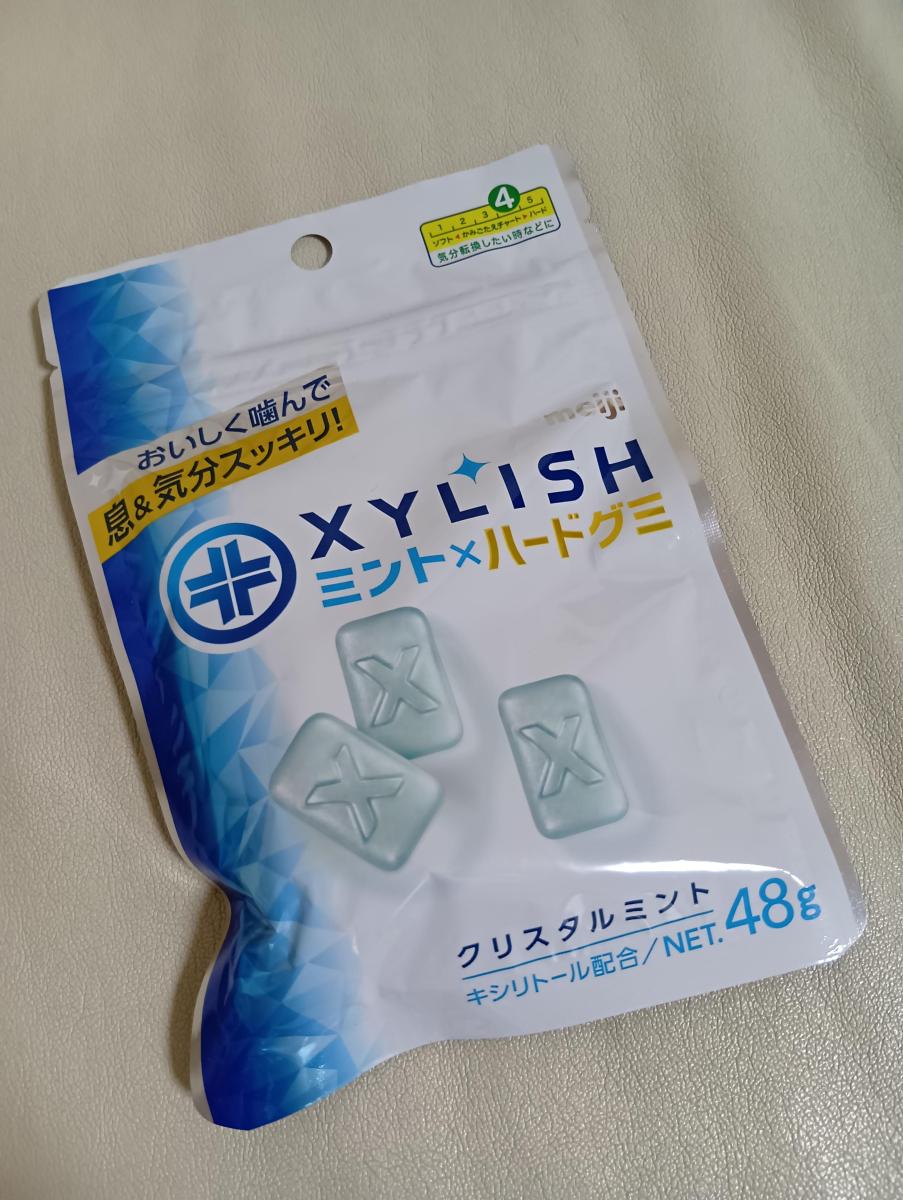 4
1 2 3 5
ソフト◀かみごたえチャート▶ハード
気分転換したい時などに
おいしく噛んで
息&気分スッキリ!
meiji
XYLISH
ミント×ハードグミ
X
X
X
クリスタルミント
キシリトール配合/NET.48g